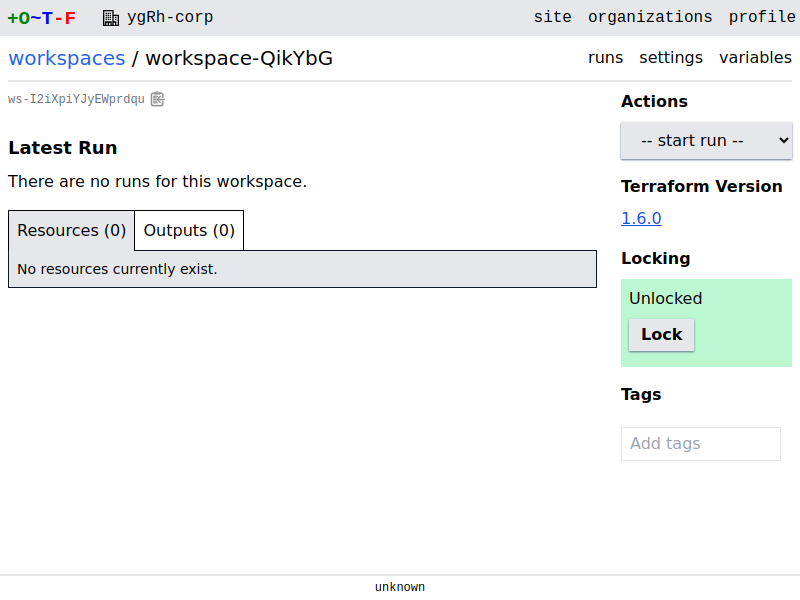 +O~T-F ygRh-corp site organizations profile
workspaces / workspace-QikYbG runs settings variables
ws-I2iXpiYJyEWprdqu
Actions
-- start run --
Latest Run
There are no runs for this workspace.
Terraform Version
1.6.0
Resources (0) Outputs (0)
No resources currently exist.
Locking
Unlocked
Lock
Tags
Add tags
unknown